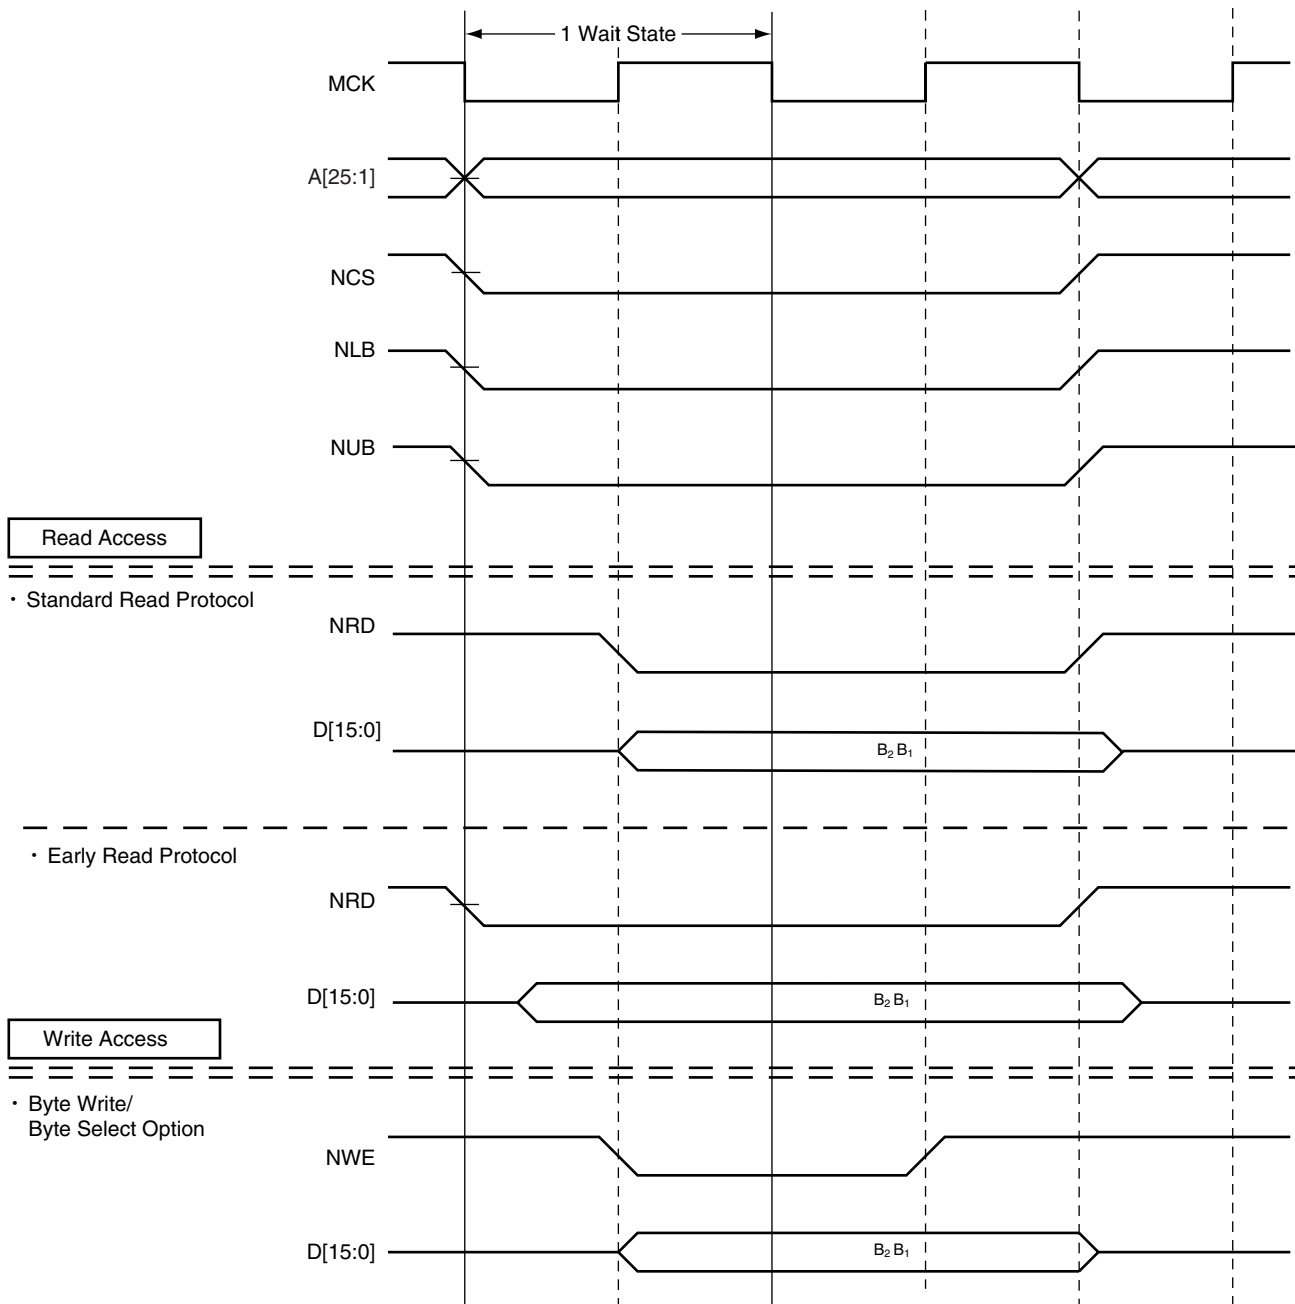 1 Wait State
MCK
A[25:1]
NCS
NLB
NUB
Read Access
· Standard Read Protocol
NRD
D[15:0]
B₂ B₁
· Early Read Protocol
NRD
D[15:0]
B₂ B₁
Write Access
· Byte Write/
Byte Select Option
NWE
D[15:0]
B₂ B₁